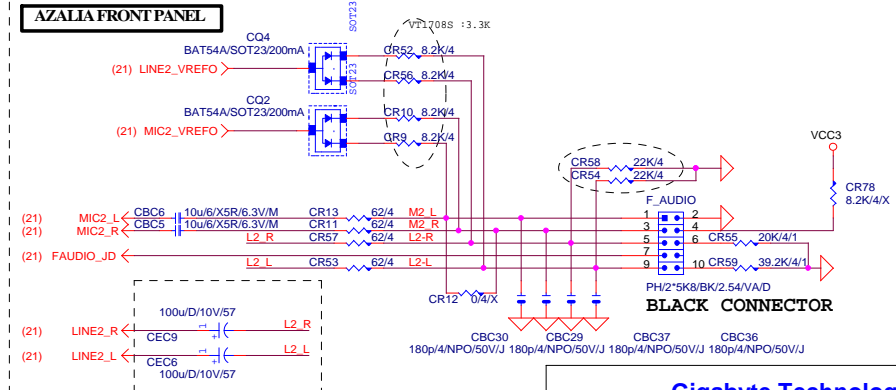 AZALIA FRONT PANEL
SOT23
VT1708S :3.3K
CQ4
BAT54A/SOT23/200mA
CR52 8.2K/4
(21) LINE2_VREFO
SOT23
CR56 8.2K/4
CQ2
BAT54A/SOT23/200mA
CR10 8.2K/4
(21) MIC2_VREFO
CR9 8.2K/4
VCC3
CR58 22K/4
CR54 22K/4
CR78
8.2K/4/X
F_AUDIO
(21) MIC2_L CBC6 10u/6/X5R/6.3V/M CR13 62/4 M2_L 1 2
(21) MIC2_R CBC5 10u/6/X5R/6.3V/M CR11 62/4 M2_R 3 4
L2_R CR57 62/4 L2-R 5 6 CR55 20K/4/1
(21) FAUDIO_JD 7
L2_L CR53 62/4 L2-L 9 10 CR59 39.2K/4/1
PH/2*5K8/BK/2.54/VA/D
BLACK CONNECTOR
CR12 0/4/X
100u/D/10V/57
(21) LINE2_R 1 + L2_R
CEC9
(21) LINE2_L 1 + L2_L
CEC6
100u/D/10V/57
CBC30 CBC29 CBC37 CBC36
180p/4/NPO/50V/J 180p/4/NPO/50V/J 180p/4/NPO/50V/J 180p/4/NPO/50V/J
Gigabyte Technolog